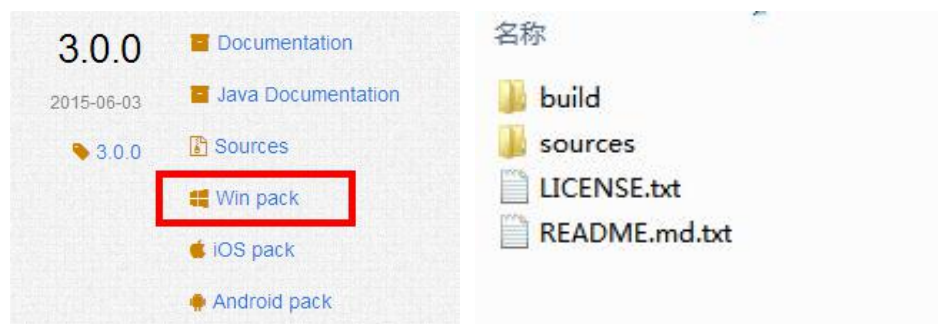 3.0.0
2015-06-03
3.0.0
Documentation
Java Documentation
Sources
Win pack
iOS pack
Android pack
名称
build
sources
LICENSE.txt
README.md.txt